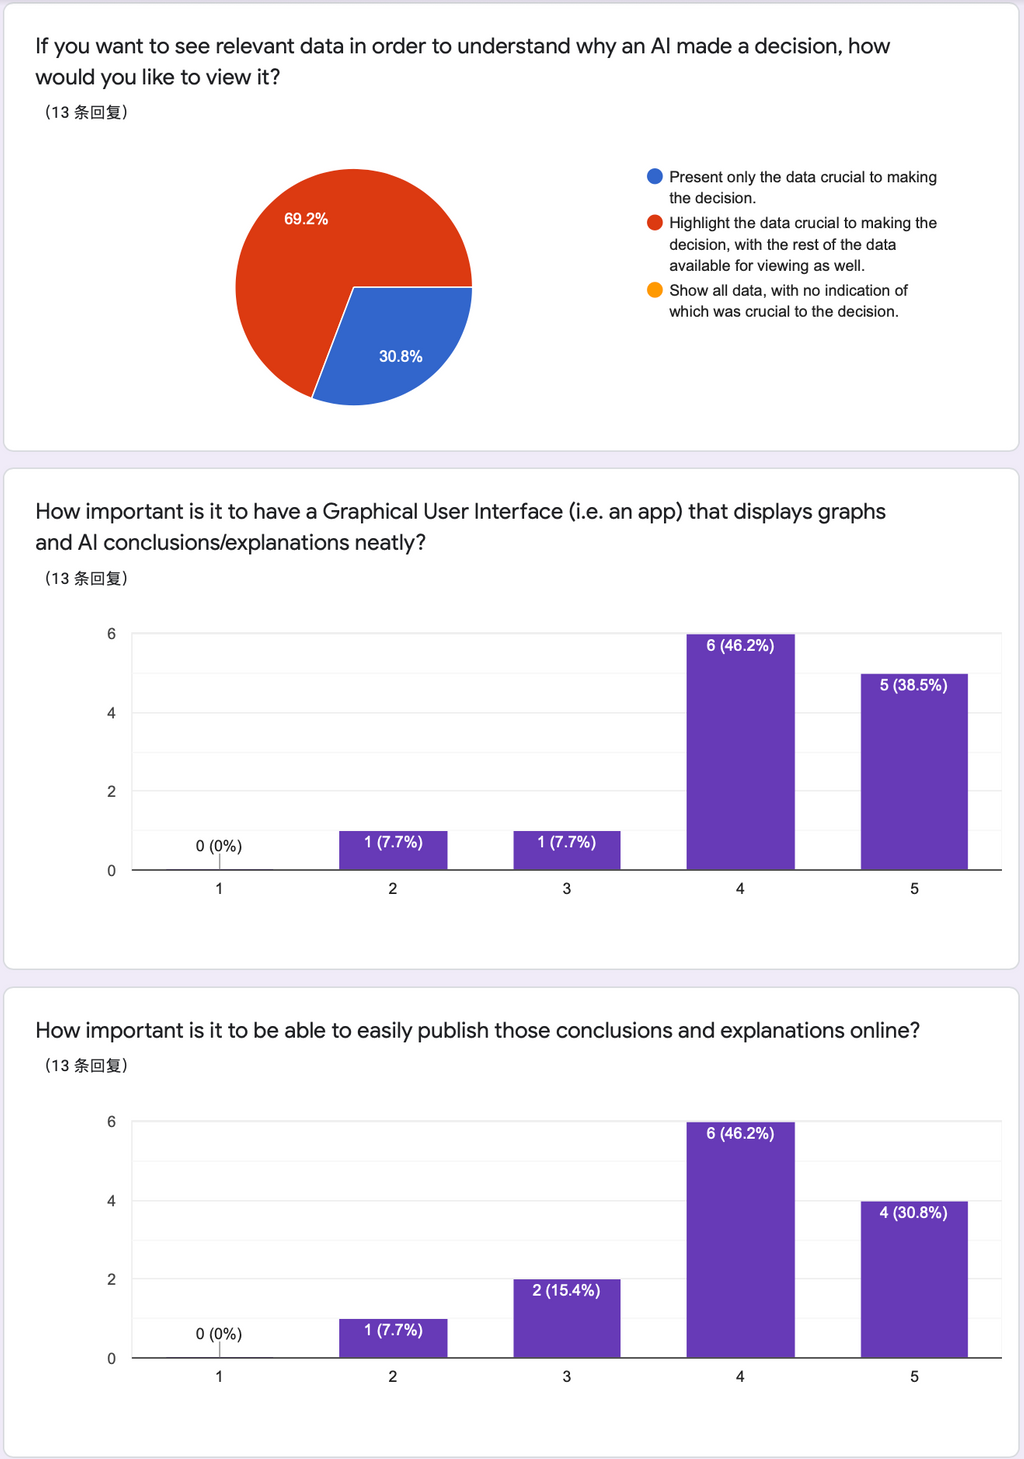 If you want to see relevant data in order to understand why an AI made a decision, how
would you like to view it?
（13 条回复）
69.2%
30.8%
Present only the data crucial to making
the decision.
Highlight the data crucial to making the
decision, with the rest of the data
available for viewing as well.
Show all data, with no indication of
which was crucial to the decision.
How important is it to have a Graphical User Interface (i.e. an app) that displays graphs
and AI conclusions/explanations neatly?
（13 条回复）
6
4
2
0
0 (0%)
1 (7.7%)
1 (7.7%)
6 (46.2%)
5 (38.5%)
1
2
3
4
5
How important is it to be able to easily publish those conclusions and explanations online?
（13 条回复）
6
4
2
0
0 (0%)
1 (7.7%)
2 (15.4%)
6 (46.2%)
4 (30.8%)
1
2
3
4
5